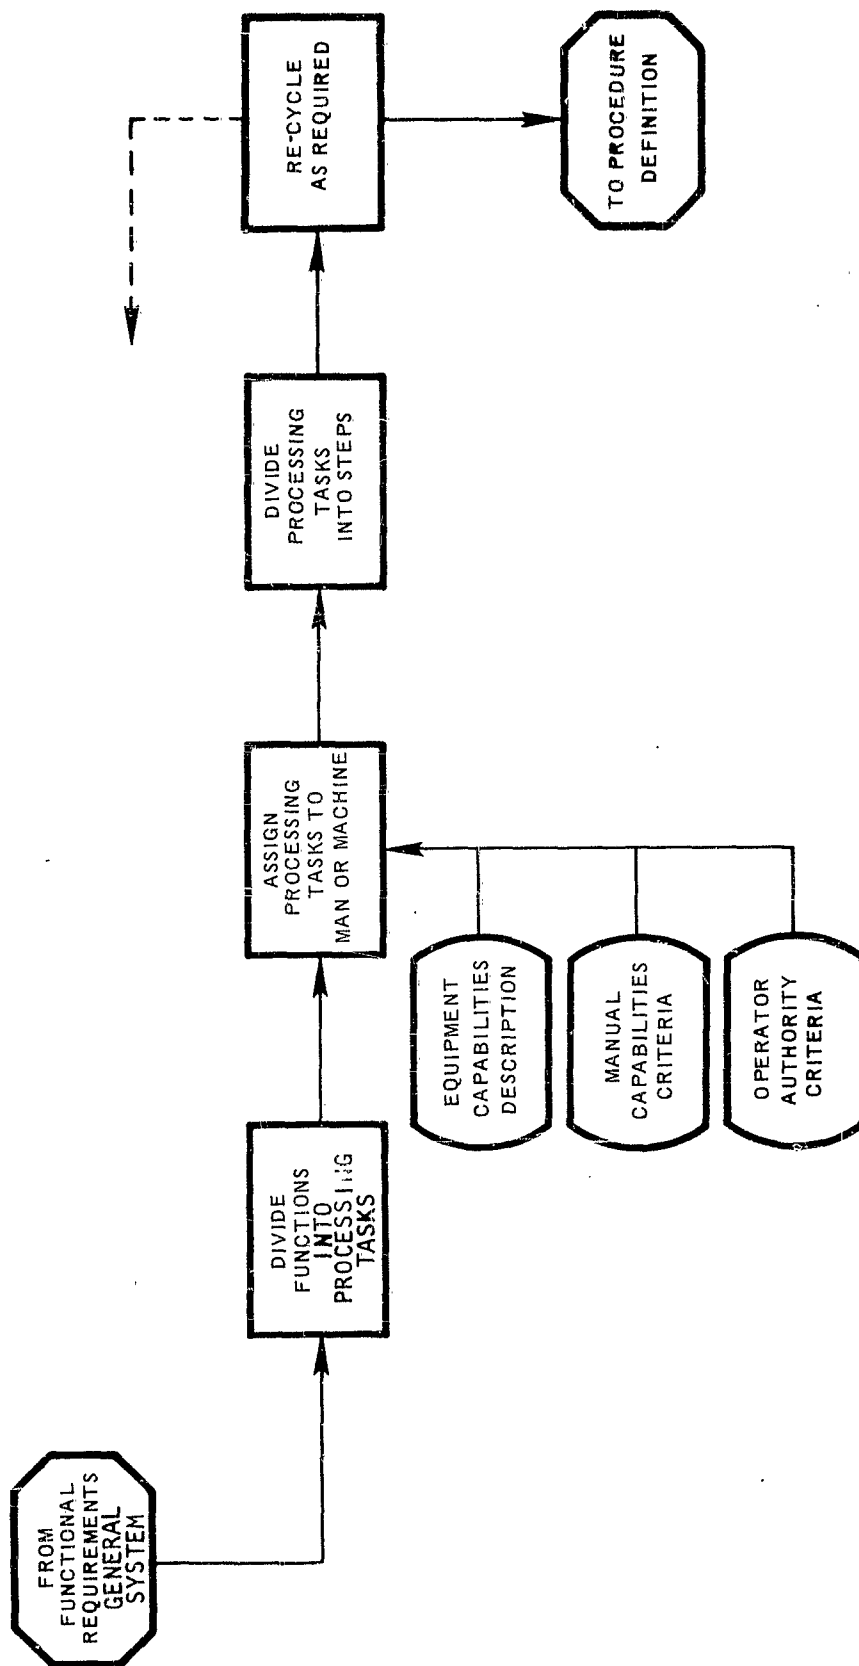 FROM
FUNCTIONAL
REQUIREMENTS
GENERAL
SYSTEM
DIVIDE
FUNCTIONS
INTO
PROCESSING
TASKS
ASSIGN
PROCESSING
TASKS TO
MAN OR MACHINE
EQUIPMENT
CAPABILITIES
DESCRIPTION
MANUAL
CAPABILITIES
CRITERIA
OPERATOR
AUTHORITY
CRITERIA
DIVIDE
PROCESSING
TASKS
INTO STEPS
RE-CYCLE
AS REQUIRED
TO PROCEDURE
DEFINITION